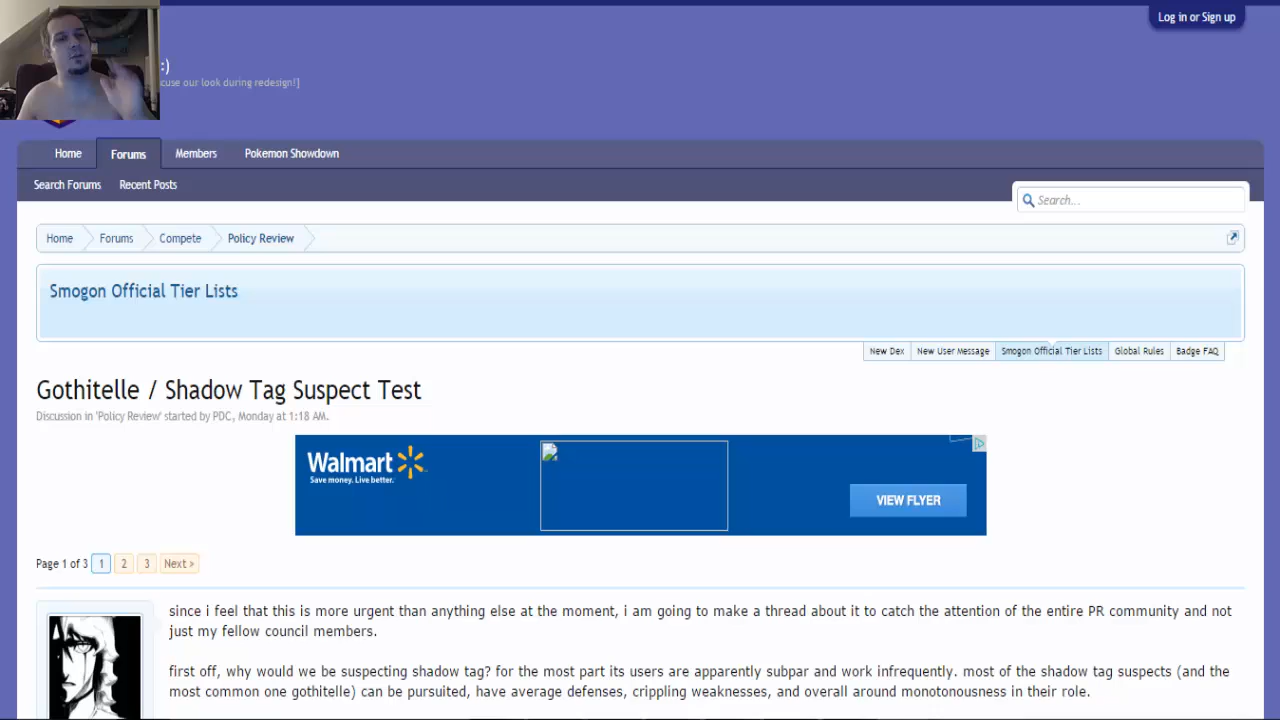 Log in or Sign up
:)
cuse our look during redesign!]
Home Forums Members Pokemon Showdown
Search Forums Recent Posts
Search...
Home Forums Compete Policy Review
Smogon Official Tier Lists
New Dex New User Message Smogon Official Tier Lists Global Rules Badge FAQ
Gothitelle / Shadow Tag Suspect Test
Discussion in 'Policy Review' started by PDC, Monday at 1:18 AM.
Walmart
Save money. Live better.
VIEW FLYER
Page 1 of 3 1 2 3 Next >
since i feel that this is more urgent than anything else at the moment, i am going to make a thread about it to catch the attention of the entire PR community and not
just my fellow council members.
first off, why would we be suspecting shadow tag? for the most part its users are apparently subpar and work infrequently. most of the shadow tag suspects (and the
most common one gothitelle) can be pursuited, have average defenses, crippling weaknesses, and overall around monotonousness in their role.